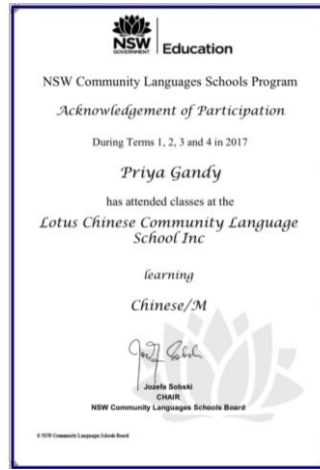 NSW
GOVERNMENT
Education
NSW Community Languages Schools Program
Acknowledgement of Participation
During Terms 1, 2, 3 and 4 in 2017
Priya Gandy
has attended classes at the
Lotus Chinese Community Language
School Inc
learning
Chinese/M
Jozefa Sobski
CHAIR
NSW Community Languages Schools Board
© NSW Community Languages Schools Board